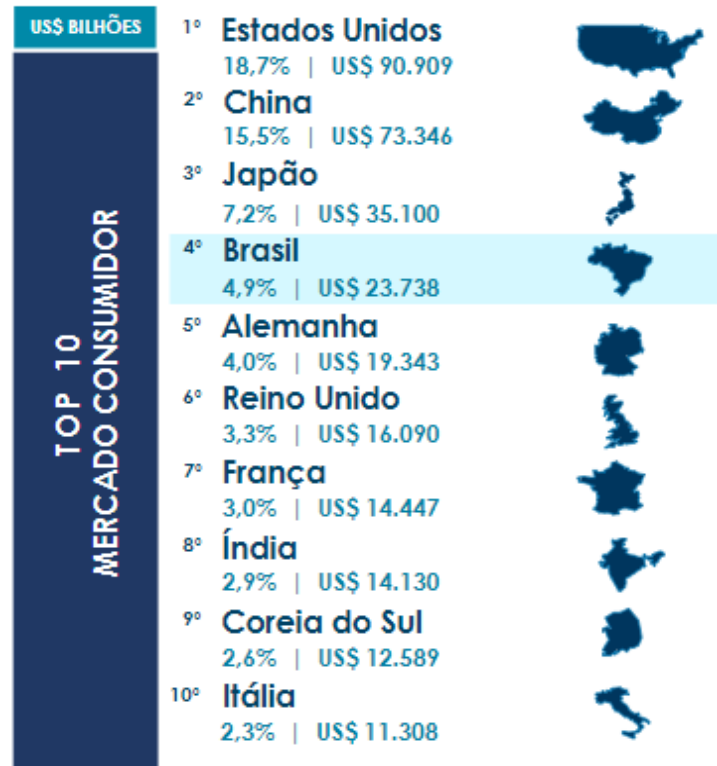 US$ BILHÕES
TOP 10
MERCADO CONSUMIDOR
1º Estados Unidos
18,7% | US$ 90.909
2º China
15,5% | US$ 73.346
3º Japão
7,2% | US$ 35.100
4º Brasil
4,9% | US$ 23.738
5º Alemanha
4,0% | US$ 19.343
6º Reino Unido
3,3% | US$ 16.090
7º França
3,0% | US$ 14.447
8º Índia
2,9% | US$ 14.130
9º Coreia do Sul
2,6% | US$ 12.589
10º Itália
2,3% | US$ 11.308